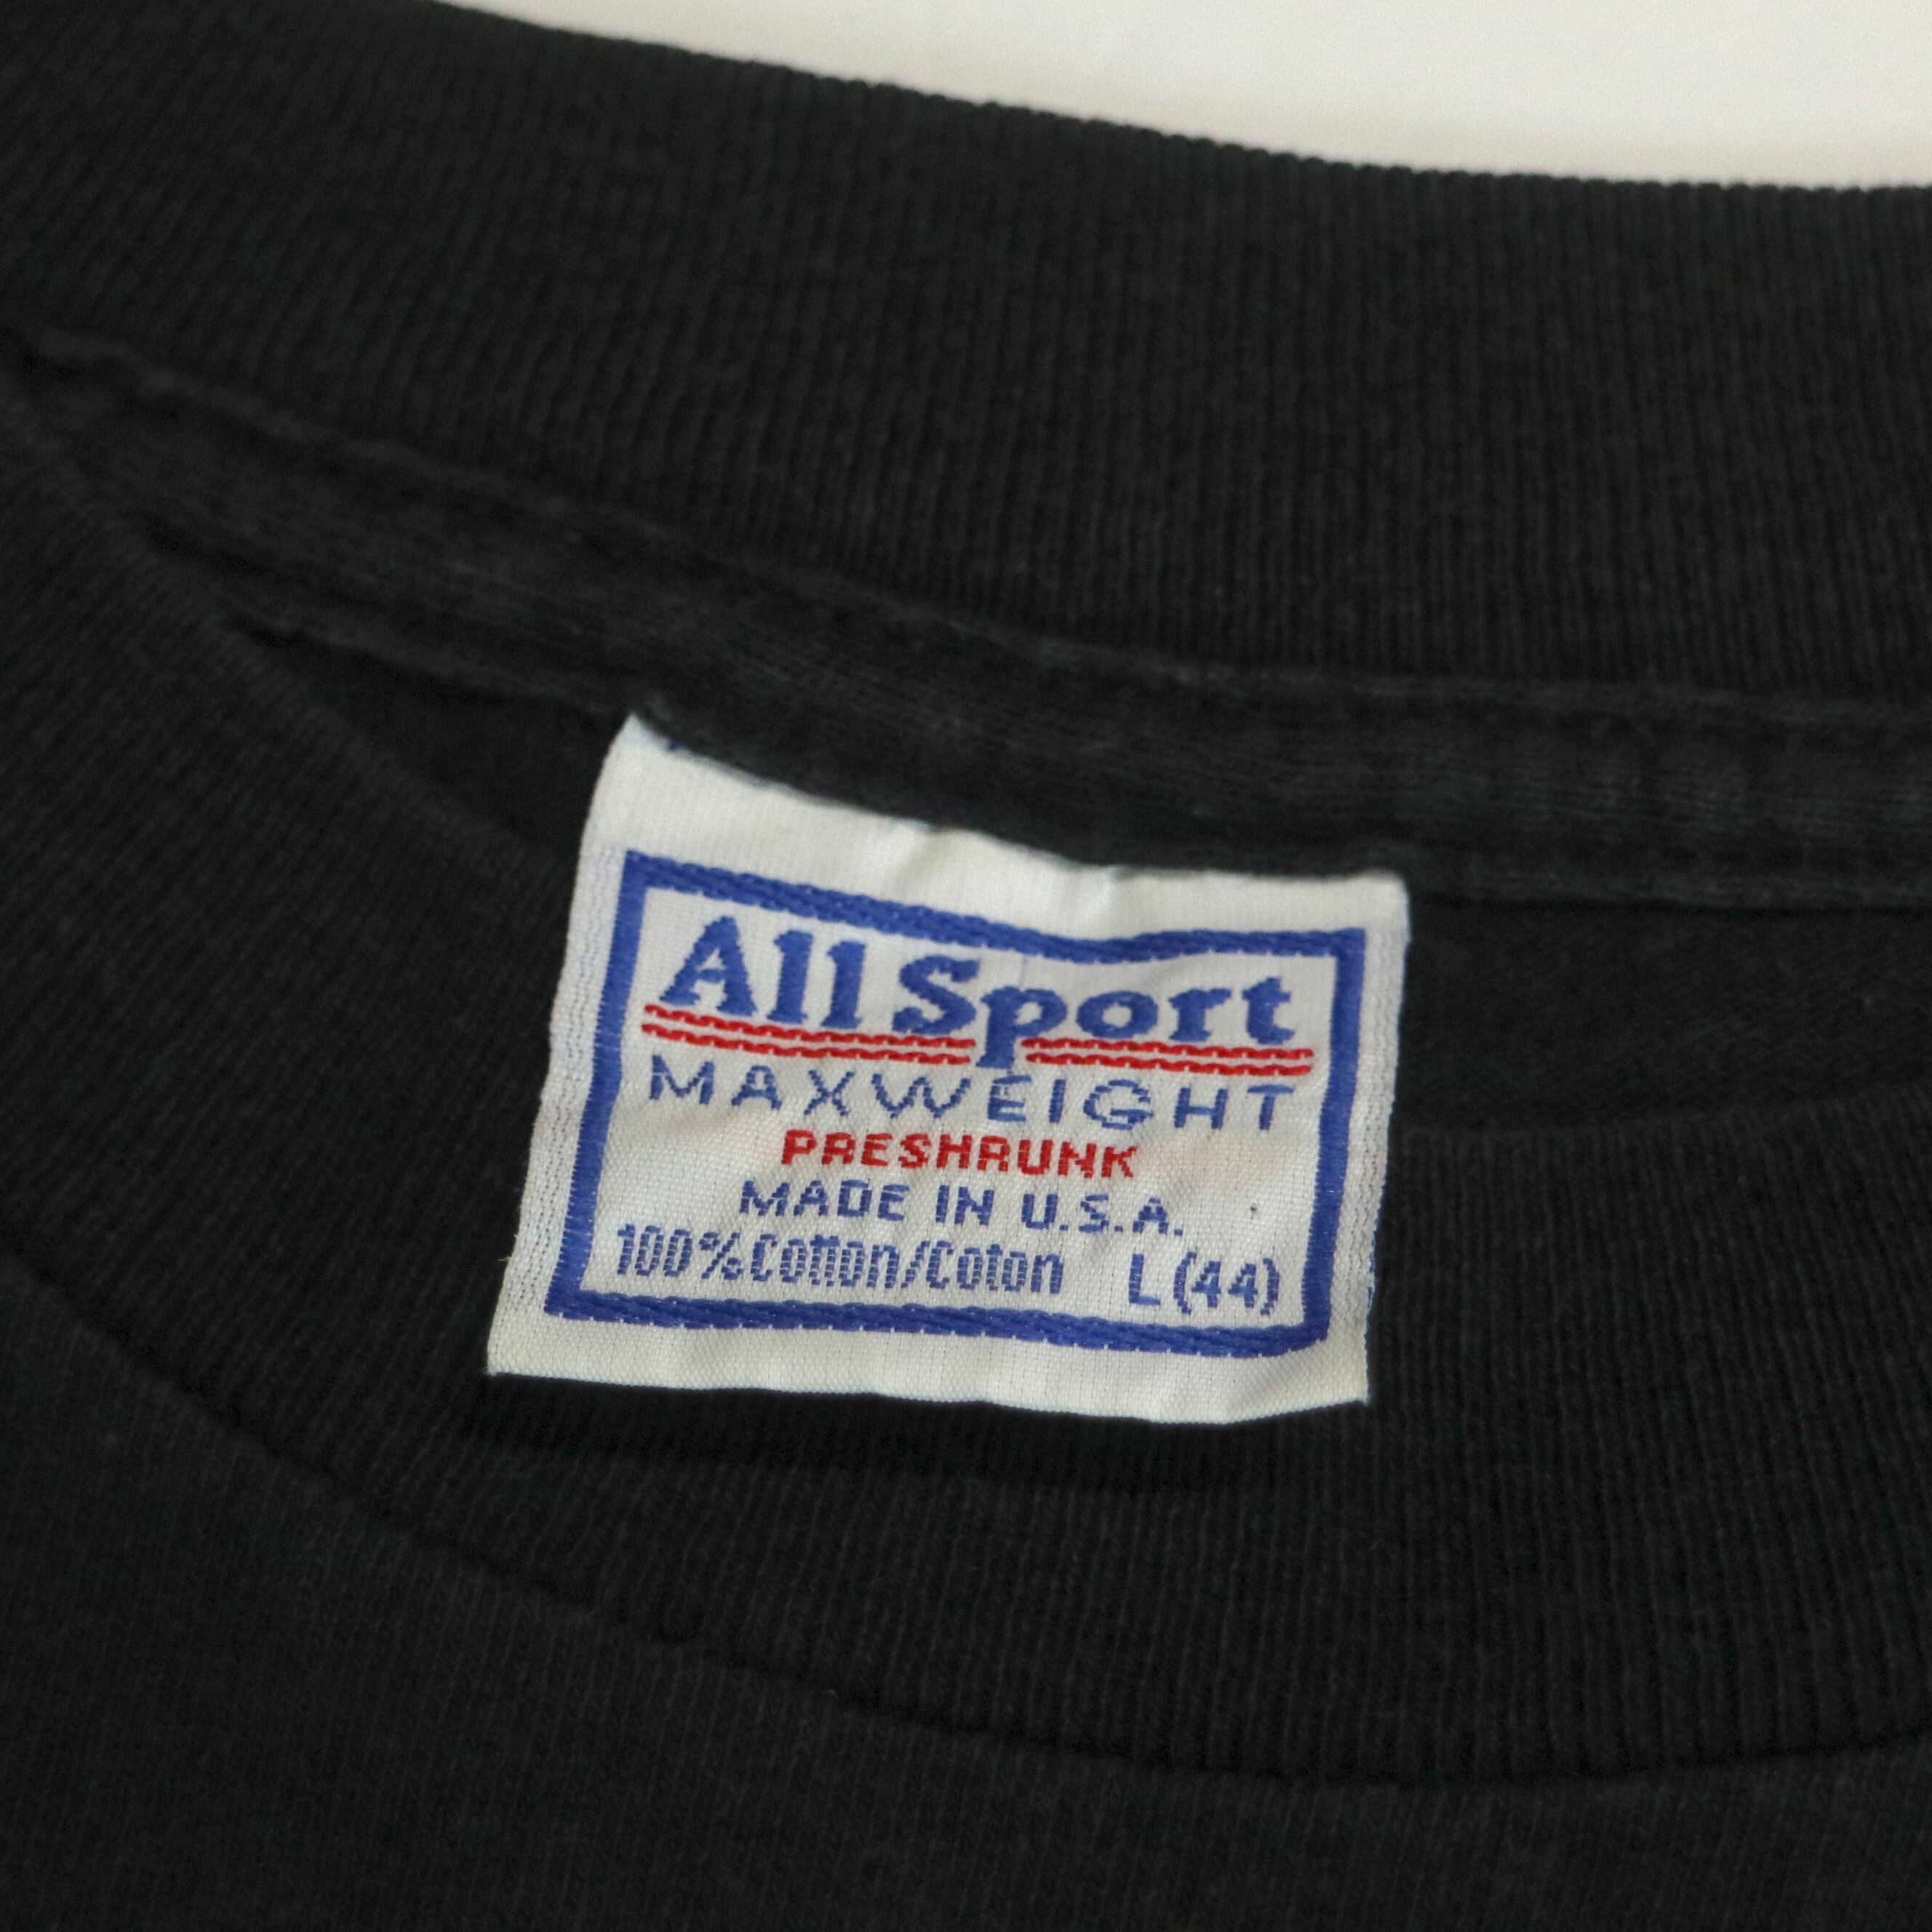 All Sport
MAXWEIGHT
PRESHRUNK
MADE IN U.S.A.
100% Cotton/Coton L (44)